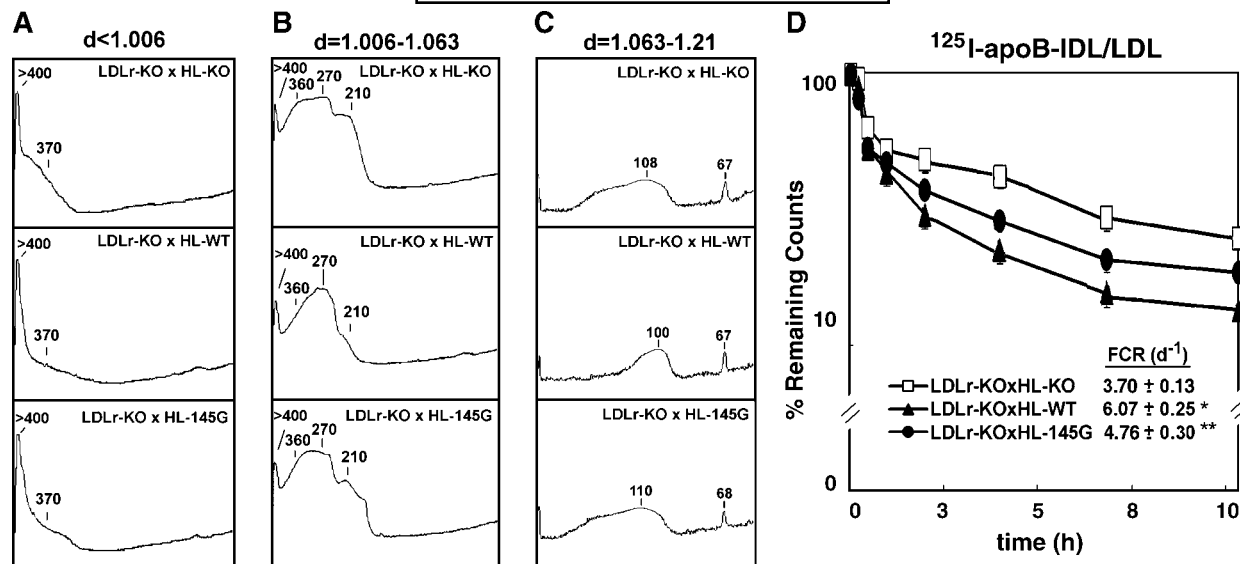 A
d<1.006
LDLr-KO x HL-KO
>400
370
LDLr-KO x HL-WT
>400
370
LDLr-KO x HL-145G
>400
370
B
d=1.006-1.063
LDLr-KO x HL-KO
>400
360
270
210
LDLr-KO x HL-WT
>400
360
270
210
LDLr-KO x HL-145G
>400
360
270
210
C
d=1.063-1.21
LDLr-KO x HL-KO
108
67
LDLr-KO x HL-WT
100
67
LDLr-KO x HL-145G
110
68
D
125I-apoB-IDL/LDL
% Remaining Counts
100
10
0
FCR (d-1)
LDLr-KOxHL-KO 3.70 ± 0.13
LDLr-KOxHL-WT 6.07 ± 0.25 *
LDLr-KOxHL-145G 4.76 ± 0.30 **
0 3 5 8 10
time (h)